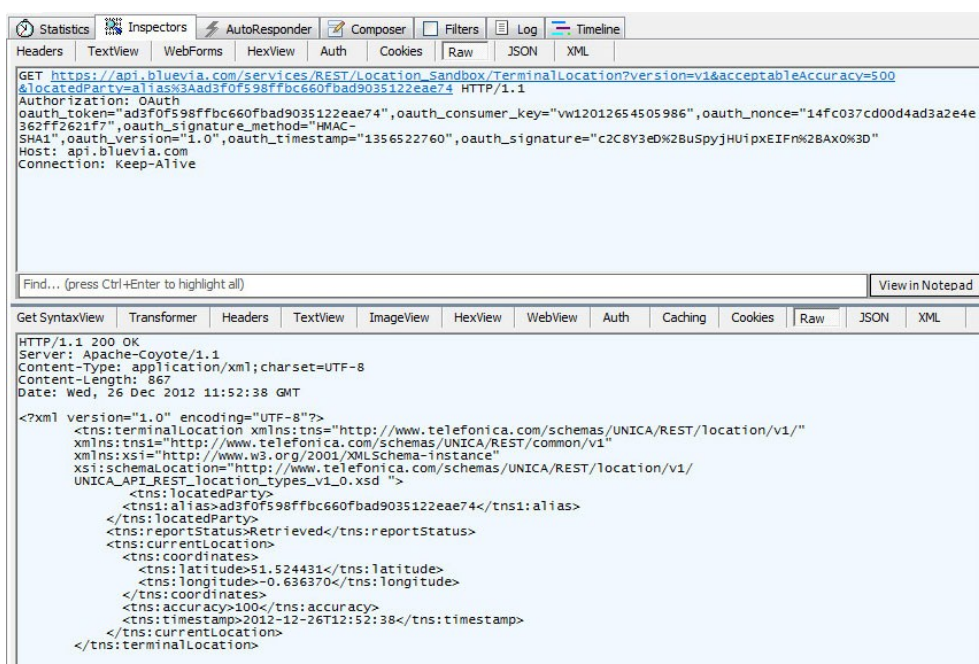 Statistics Inspectors AutoResponder Composer Filters Log Timeline
Headers TextView WebForms HexView Auth Cookies Raw JSON XML
GET https://api.bluevia.com/services/REST/Location_Sandbox/TerminalLocation?version=v1&acceptableAccuracy=500
&locatedParty=alias%3Aad3f0f598ffbc660fbad9035122eae74 HTTP/1.1
Authorization: OAuth
oauth_token="ad3f0f598ffbc660fbad9035122eae74",oauth_consumer_key="vw12012654505986",oauth_nonce="14fc037cd00d4ad3a2e4e
362ff2621f7",oauth_signature_method="HMAC-
SHA1",oauth_version="1.0",oauth_timestamp="1356522760",oauth_signature="c2C8Y3eD%2BuSpyjHUipxEIFn%2BAx0%3D"
Host: api.bluevia.com
Connection: Keep-Alive
Find... (press Ctrl+Enter to highlight all) View in Notepad
Get SyntaxView Transformer Headers TextView ImageView HexView WebView Auth Caching Cookies Raw JSON XML
HTTP/1.1 200 OK
Server: Apache-Coyote/1.1
Content-Type: application/xml;charset=UTF-8
Content-Length: 867
Date: Wed, 26 Dec 2012 11:52:38 GMT
<?xml version="1.0" encoding="UTF-8"?>
<tns:terminalLocation xmlns:tns="http://www.telefonica.com/schemas/UNICA/REST/location/v1/"
xmlns:tns1="http://www.telefonica.com/schemas/UNICA/REST/common/v1"
xmlns:xsi="http://www.w3.org/2001/XMLSchema-instance"
xsi:schemaLocation="http://www.telefonica.com/schemas/UNICA/REST/location/v1/
UNICA_API_REST_location_types_v1_0.xsd ">
<tns:locatedParty>
<tns1:alias>ad3f0f598ffbc660fbad9035122eae74</tns1:alias>
</tns:locatedParty>
<tns:reportStatus>Retrieved</tns:reportStatus>
<tns:currentLocation>
<tns:coordinates>
<tns:latitude>51.524431</tns:latitude>
<tns:longitude>-0.636370</tns:longitude>
</tns:coordinates>
<tns:accuracy>100</tns:accuracy>
<tns:timestamp>2012-12-26T12:52:38</tns:timestamp>
</tns:currentLocation>
</tns:terminalLocation>